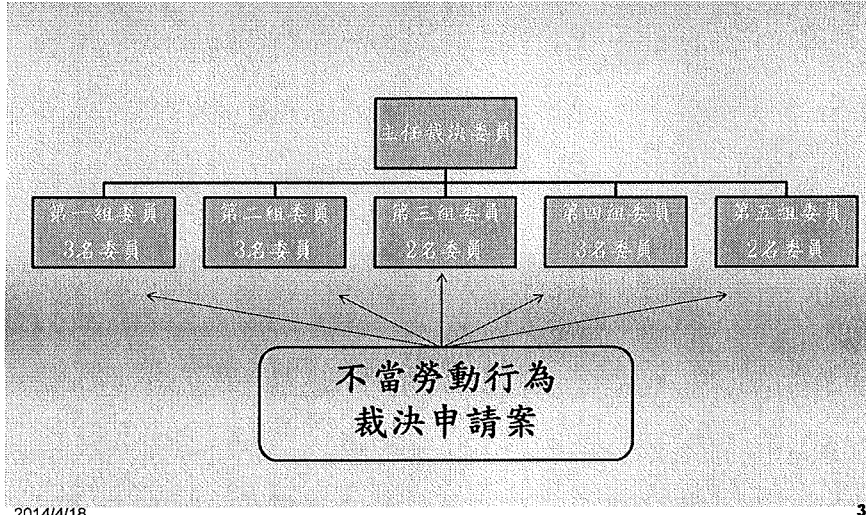 主任裁決委員
第一組委員
3名委員
第二組委員
3名委員
第三組委員
2名委員
第四組委員
3名委員
第五組委員
2名委員
不當勞動行為
裁決申請案
2014/4/18